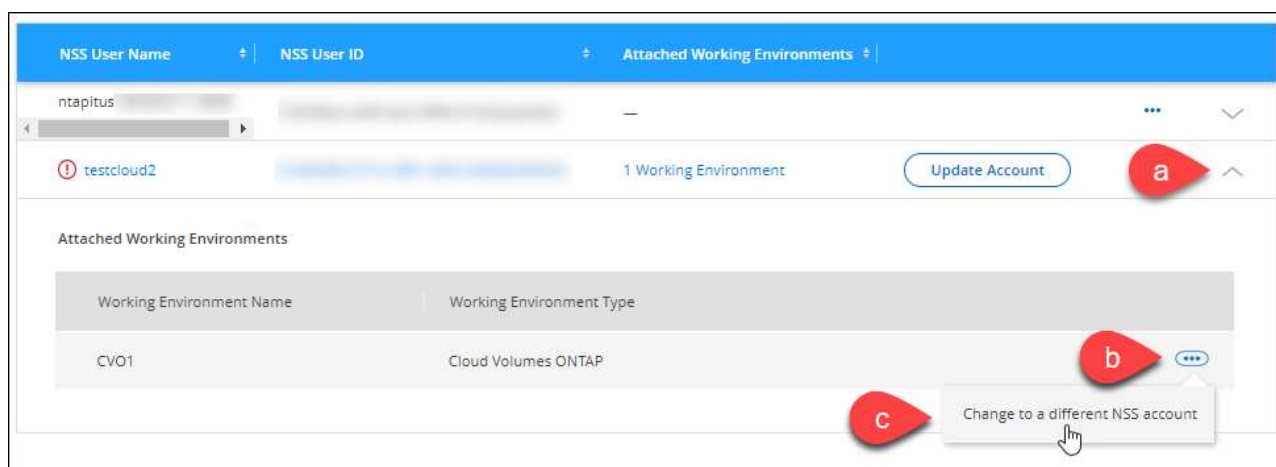 NSS User Name NSS User ID Attached Working Environments
ntapitus
—
testcloud2 1 Working Environment Update Account a
Attached Working Environments
Working Environment Name Working Environment Type
CVO1 Cloud Volumes ONTAP b
c Change to a different NSS account